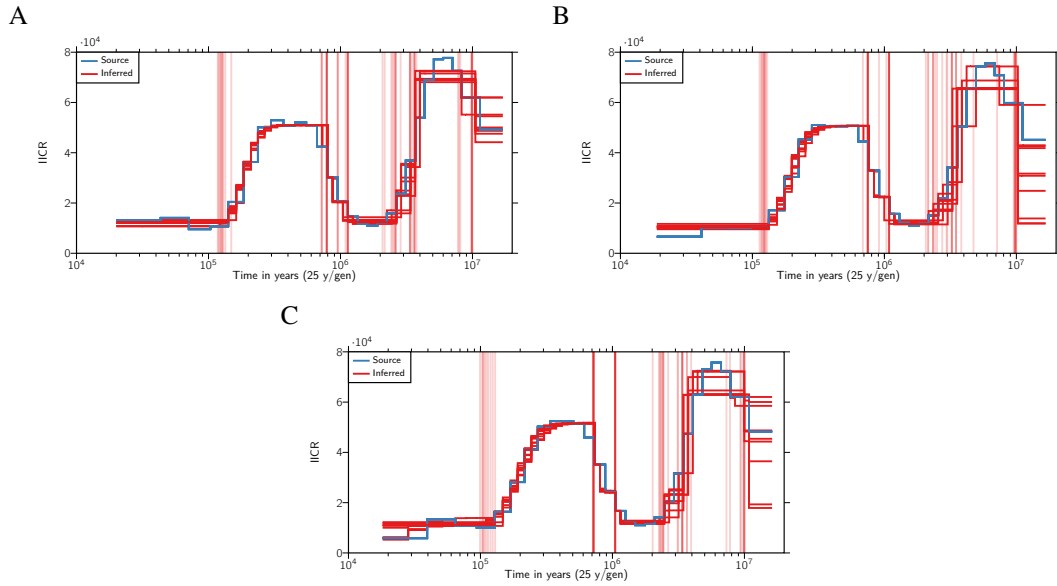 A
·10⁴
8
6
4
2
0
IICR
Source
Inferred
10⁴
10⁵
10⁶
10⁷
Time in years (25 y/gen)
B
·10⁴
8
6
4
2
0
IICR
Source
Inferred
10⁴
10⁵
10⁶
10⁷
Time in years (25 y/gen)
C
·10⁴
8
6
4
2
0
IICR
Source
Inferred
10⁴
10⁵
10⁶
10⁷
Time in years (25 y/gen)